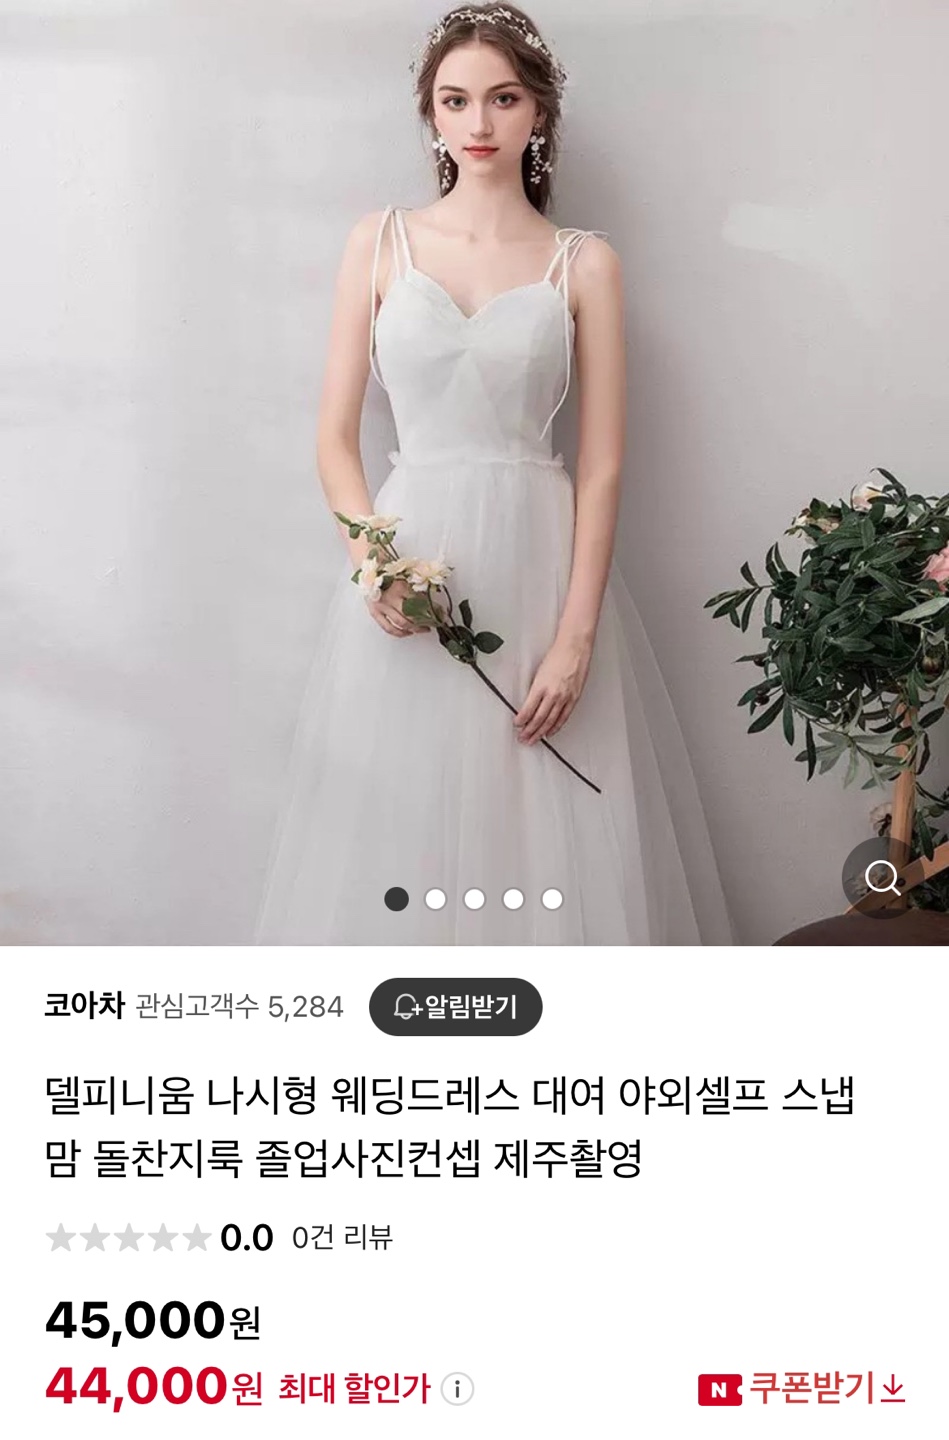 코아차 관심고객수 5,284 알림받기
델피니움 나시형 웨딩드레스 대여 야외셀프 스냅
맘 돌찬지룩 졸업사진컨셉 제주촬영
0.0 0건 리뷰
45,000원
44,000원 최대 할인가 i N 쿠폰받기